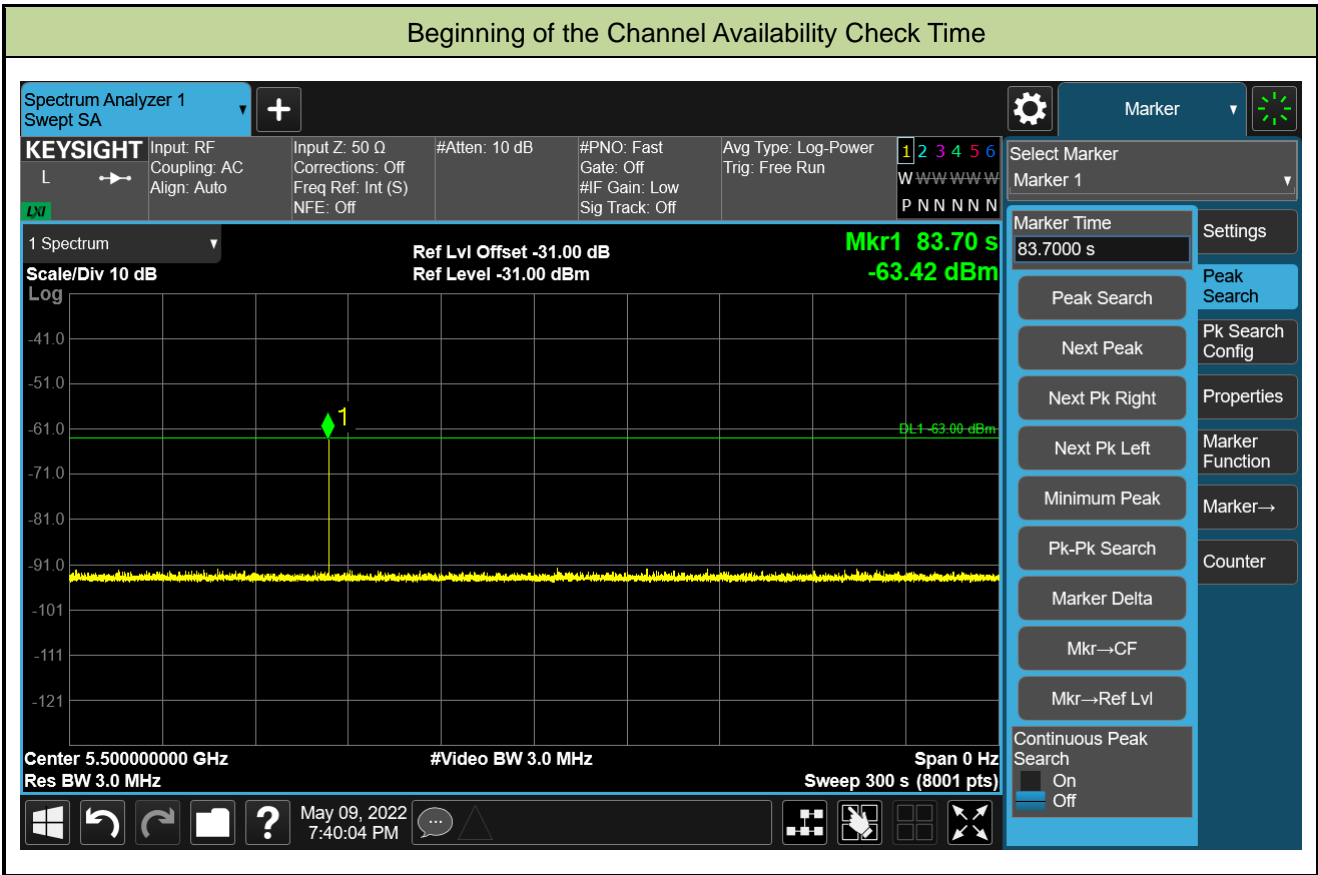 Beginning of the Channel Availability Check Time
Spectrum Analyzer 1
Swept SA
+
Marker
KEYSIGHT
L
LXI
Input: RF
Coupling: AC
Align: Auto
Input Z: 50 Ω
Corrections: Off
Freq Ref: Int (S)
NFE: Off
#Atten: 10 dB
#PNO: Fast
Gate: Off
#IF Gain: Low
Sig Track: Off
Avg Type: Log-Power
Trig: Free Run
1 2 3 4 5 6
W W W W W W
P N N N N N
Select Marker
Marker 1
1 Spectrum
Scale/Div 10 dB
Log
Ref Lvl Offset -31.00 dB
Ref Level -31.00 dBm
Mkr1 83.70 s
-63.42 dBm
-41.0
-51.0
-61.0
-71.0
-81.0
-91.0
-101
-111
-121
1
DL1 -63.00 dBm
Center 5.500000000 GHz
Res BW 3.0 MHz
#Video BW 3.0 MHz
Span 0 Hz
Sweep 300 s (8001 pts)
Marker Time
83.7000 s
Peak Search
Next Peak
Next Pk Right
Next Pk Left
Minimum Peak
Pk-Pk Search
Marker Delta
Mkr→CF
Mkr→Ref Lvl
Continuous Peak
Search
On
Off
Settings
Peak
Search
Pk Search
Config
Properties
Marker
Function
Marker→
Counter
?
May 09, 2022
7:40:04 PM